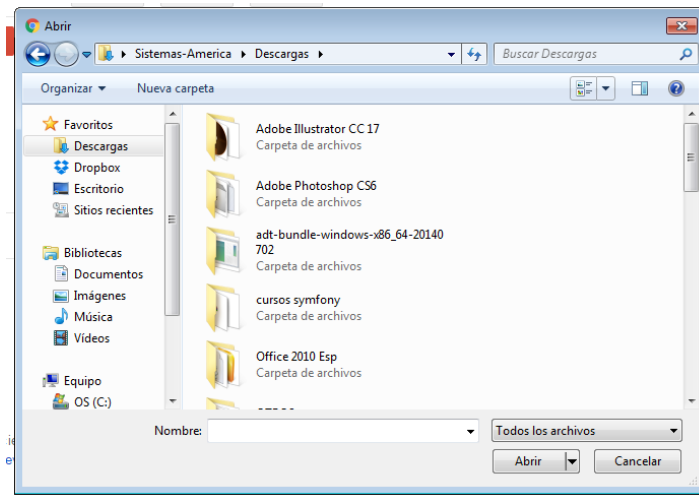 Abrir
Sistemas-America
Descargas
Buscar Descargas
Organizar
Nueva carpeta
Favoritos
Descargas
Dropbox
Escritorio
Sitios recientes
Bibliotecas
Documentos
Imágenes
Música
Vídeos
Equipo
OS (C:)
Adobe Illustrator CC 17
Carpeta de archivos
Adobe Photoshop CS6
Carpeta de archivos
adt-bundle-windows-x86_64-20140
702
Carpeta de archivos
cursos symfony
Carpeta de archivos
Office 2010 Esp
Carpeta de archivos
Nombre:
Todos los archivos
Abrir
Cancelar